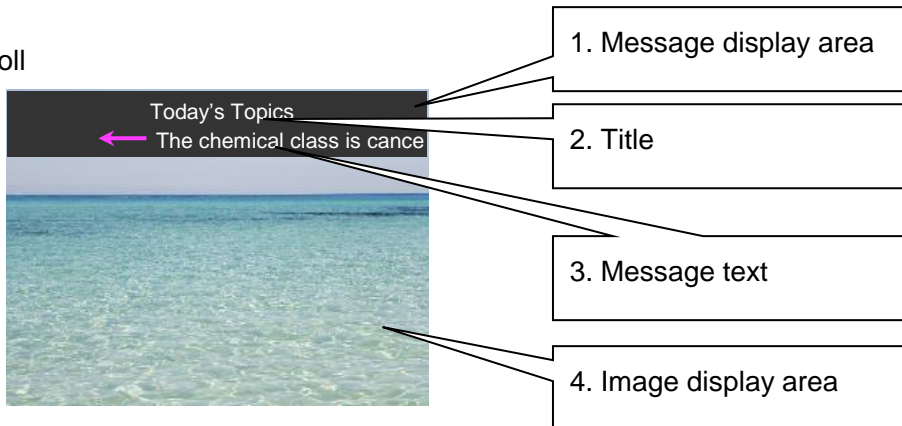 oll
1. Message display area
Today's Topics
The chemical class is cance
2. Title
3. Message text
4. Image display area